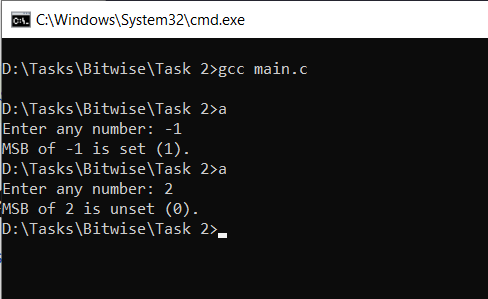 C:\Windows\System32\cmd.exe
D:\Tasks\Bitwise\Task 2>gcc main.c
D:\Tasks\Bitwise\Task 2>a
Enter any number: -1
MSB of -1 is set (1).
D:\Tasks\Bitwise\Task 2>a
Enter any number: 2
MSB of 2 is unset (0).
D:\Tasks\Bitwise\Task 2>